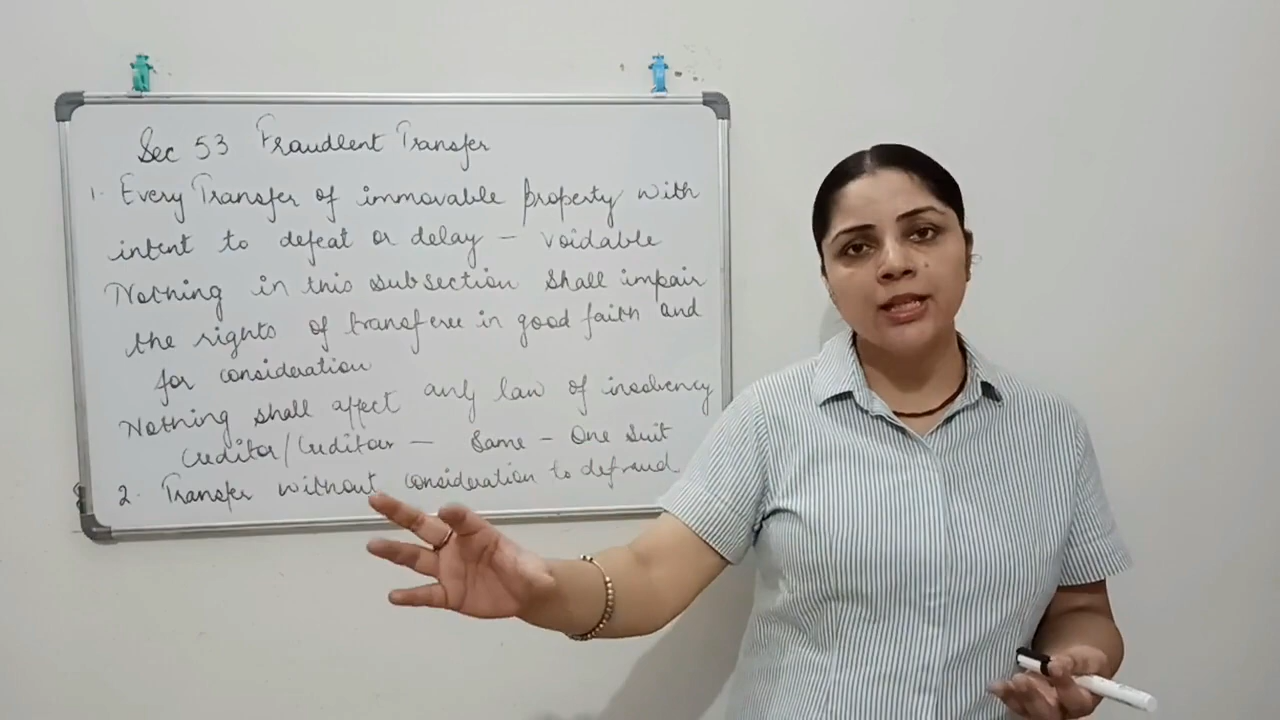 Sec 53 Fraudlent Transfer
1. Every Transfer of immovable property with
intent to defeat or delay - voidable
Nothing in this subsection shall impair
the rights of transferee in good faith and
for consideration
Nothing shall affect any law of insolvency
Creditor/Creditor - Same - One Suit
2. Transfer without consideration to defraud